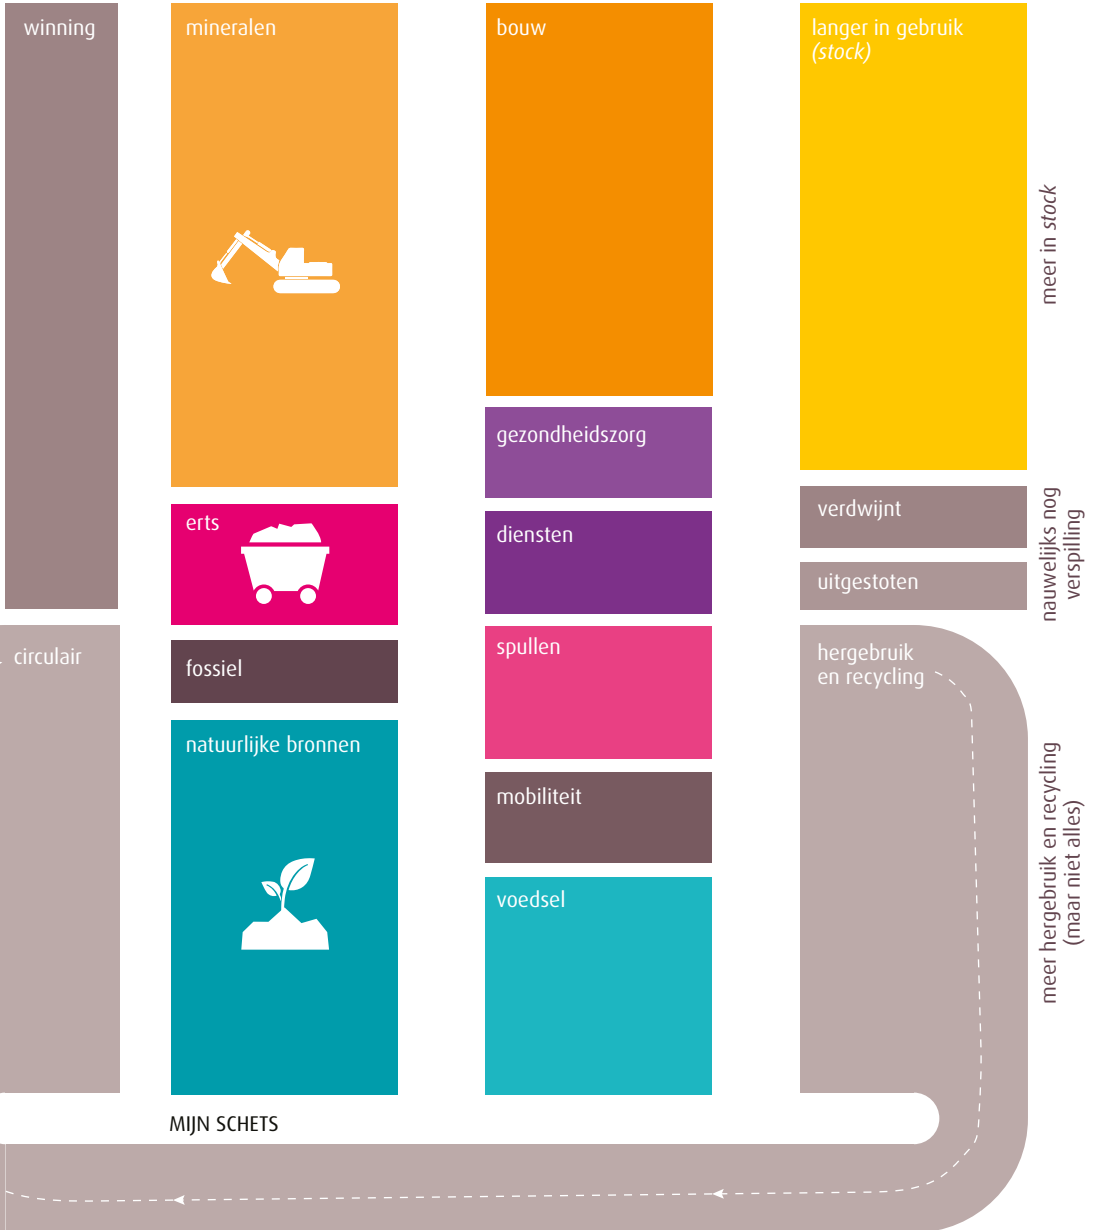 winning
circulair
mineralen
erts
fossiel
natuurlijke bronnen
bouw
gezondheidszorg
diensten
spullen
mobiliteit
voedsel
langer in gebruik
(stock)
verdwijnt
uitgestoten
hergebruik
en recycling
meer in stock
nauwelijks nog
verspilling
meer hergebruik en recycling
(maar niet alles)
MIJN SCHETS